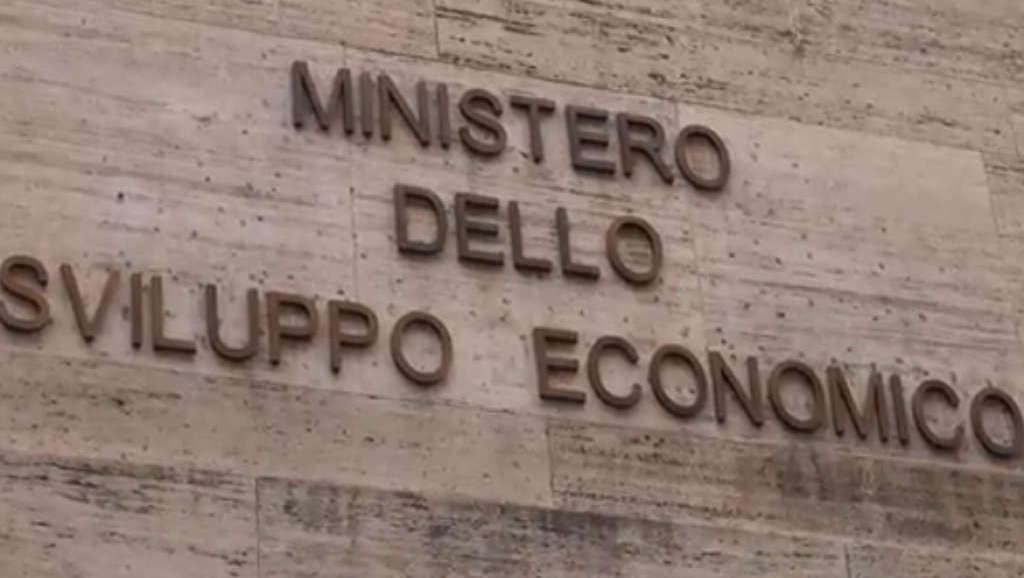 MINISTERO
DELLO
SVILUPPO ECONOMICO